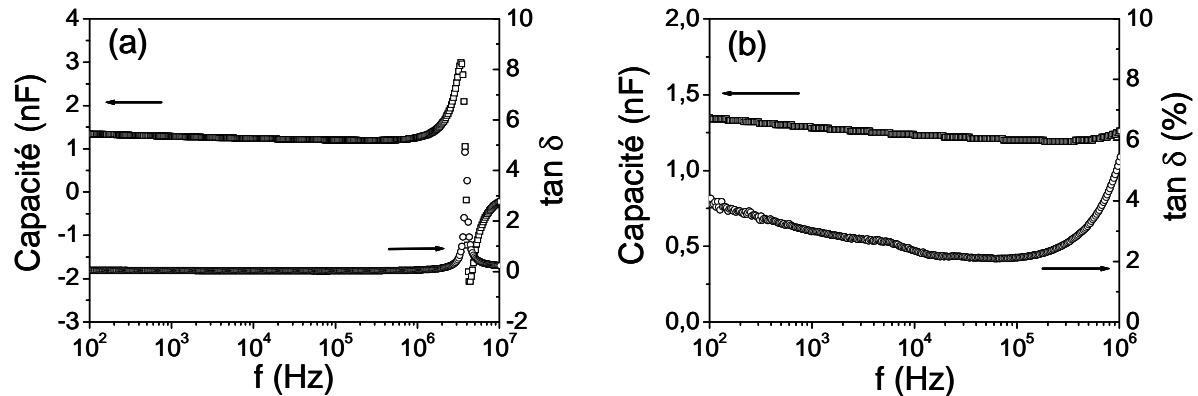 (a)
4
3
2
1
0
-1
-2
-3
Capacité (nF)
10
8
6
4
2
0
-2
tan δ
10² 10³ 10⁴ 10⁵ 10⁶ 10⁷
f (Hz)
(b)
2,0
1,5
1,0
0,5
0,0
Capacité (nF)
10
8
6
4
2
0
tan δ (%)
10² 10³ 10⁴ 10⁵ 10⁶
f (Hz)